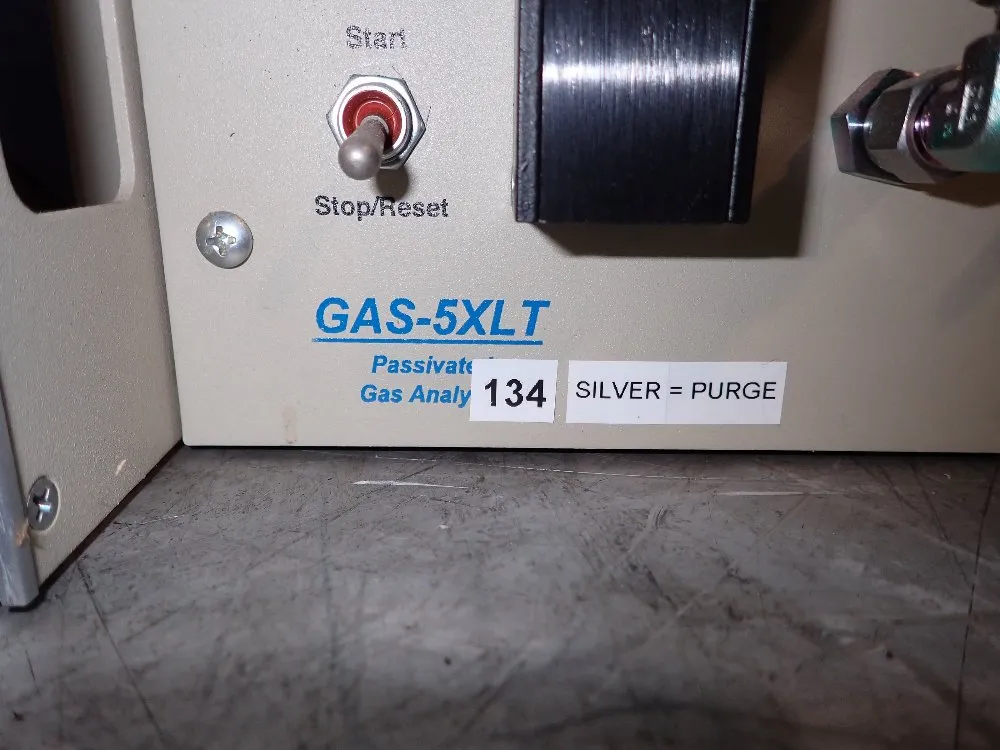 Start
Stop/Reset
GAS-5XLT
Passivate
Gas Analy
134
SILVER = PURGE